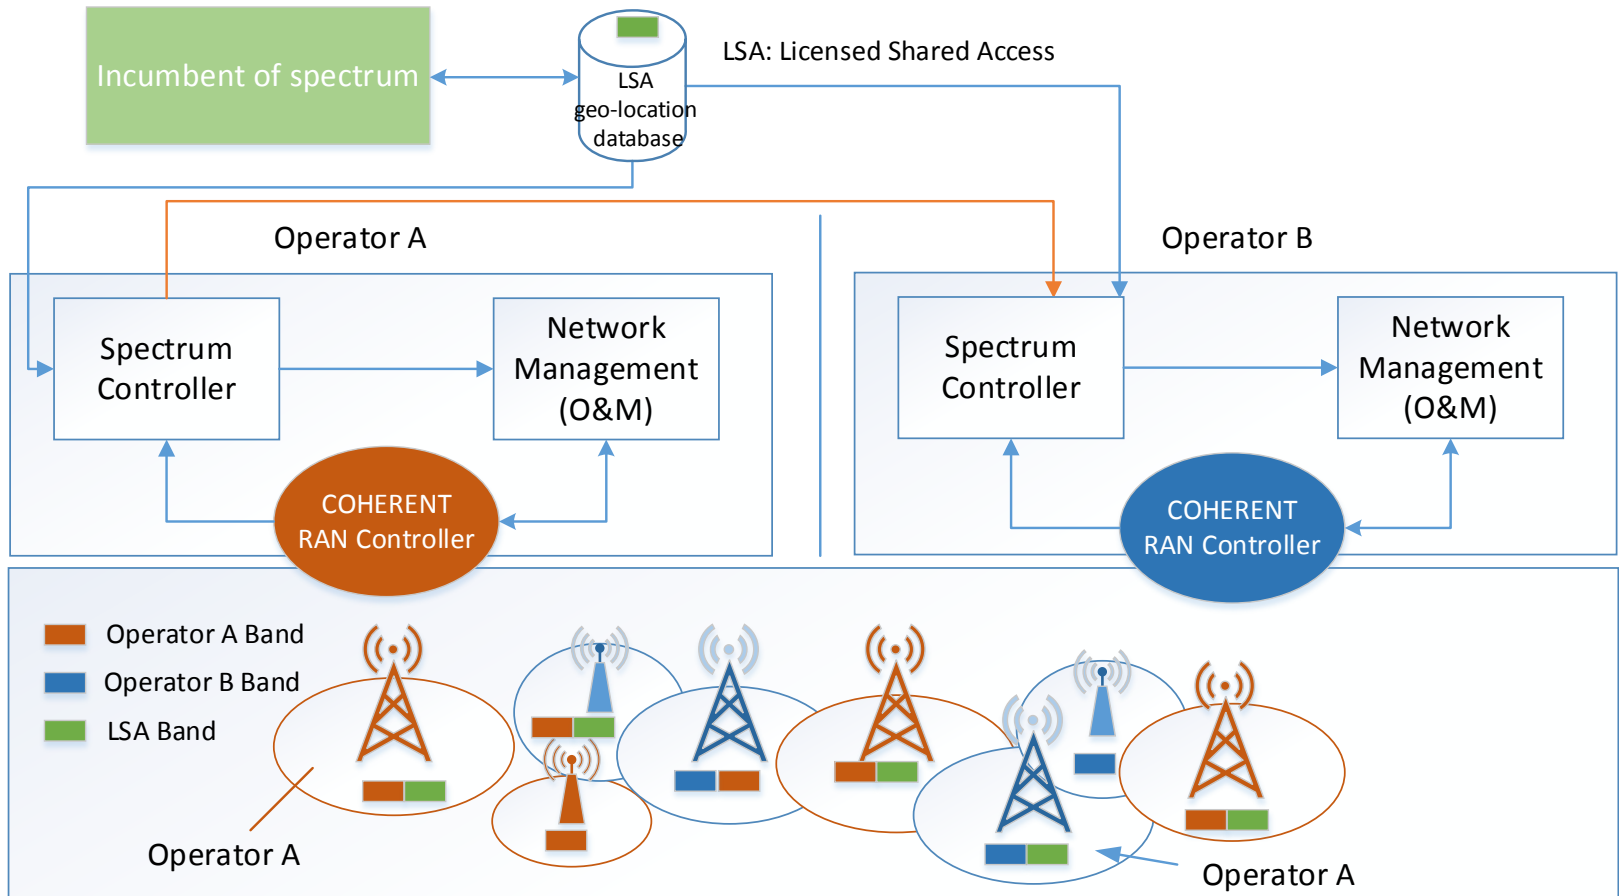 Incumbent of spectrum
LSA
geo-location
database
LSA: Licensed Shared Access
Operator A
Operator B
Spectrum
Controller
Network
Management
(O&M)
Spectrum
Controller
Network
Management
(O&M)
COHERENT
RAN Controller
COHERENT
RAN Controller
Operator A Band
Operator B Band
LSA Band
Operator A
Operator A